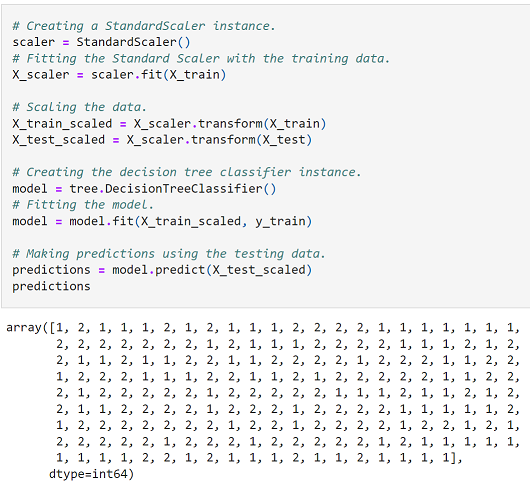 # Creating a StandardScaler instance.
scaler = StandardScaler()
# Fitting the Standard Scaler with the training data.
X_scaler = scaler.fit(X_train)
# Scaling the data.
X_train_scaled = X_scaler.transform(X_train)
X_test_scaled = X_scaler.transform(X_test)
# Creating the decision tree classifier instance.
model = tree.DecisionTreeClassifier()
# Fitting the model.
model = model.fit(X_train_scaled, y_train)
# Making predictions using the testing data.
predictions = model.predict(X_test_scaled)
predictions
array([1, 2, 1, 1, 1, 2, 1, 2, 1, 1, 1, 2, 2, 2, 2, 1, 1, 1, 1, 1, 1, 1,
2, 2, 2, 2, 2, 2, 2, 1, 2, 1, 1, 1, 2, 2, 2, 2, 1, 1, 1, 2, 1, 2,
2, 1, 1, 2, 1, 1, 2, 2, 1, 1, 2, 2, 2, 2, 1, 2, 2, 2, 1, 1, 2, 2,
1, 2, 2, 2, 1, 1, 1, 2, 2, 1, 1, 2, 1, 2, 2, 2, 2, 2, 1, 1, 2, 2,
2, 1, 2, 2, 2, 2, 2, 1, 2, 2, 2, 2, 2, 1, 1, 1, 2, 1, 1, 2, 1, 2,
2, 1, 1, 2, 2, 2, 2, 1, 2, 2, 2, 1, 2, 2, 2, 2, 1, 1, 1, 1, 1, 2,
1, 2, 2, 2, 2, 2, 2, 1, 2, 2, 1, 2, 2, 2, 2, 2, 1, 2, 2, 1, 2, 1,
2, 2, 2, 2, 2, 1, 2, 2, 2, 1, 2, 2, 2, 2, 1, 2, 1, 1, 1, 1, 1, 1,
1, 1, 1, 1, 2, 2, 1, 2, 1, 1, 1, 2, 1, 1, 2, 1, 1, 1, 1],
dtype=int64)